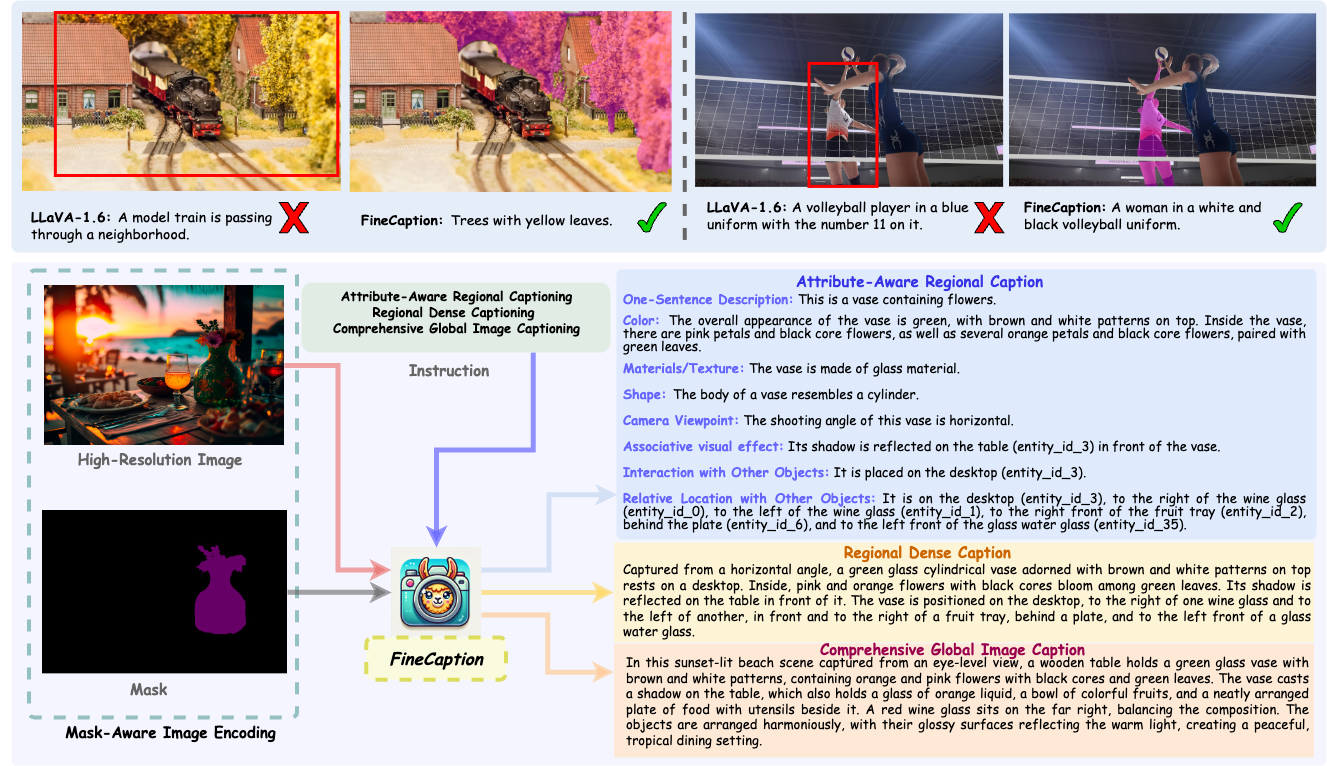 LLaVA-1.6: A model train is passing
through a neighborhood.
FineCaption: Trees with yellow leaves.
LLaVA-1.6: A volleyball player in a blue
uniform with the number 11 on it.
FineCaption: A woman in a white and
black volleyball uniform.
High-Resolution Image
Mask
Mask-Aware Image Encoding
Attribute-Aware Regional Captioning
Regional Dense Captioning
Comprehensive Global Image Captioning
Instruction
FineCaption
Attribute-Aware Regional Caption
One-Sentence Description: This is a vase containing flowers.
Color: The overall appearance of the vase is green, with brown and white patterns on top. Inside the vase,
there are pink petals and black core flowers, as well as several orange petals and black core flowers, paired with
green leaves.
Materials/Texture: The vase is made of glass material.
Shape: The body of a vase resembles a cylinder.
Camera Viewpoint: The shooting angle of this vase is horizontal.
Associative visual effect: Its shadow is reflected on the table (entity_id_3) in front of the vase.
Interaction with Other Objects: It is placed on the desktop (entity_id_3).
Relative Location with Other Objects: It is on the desktop (entity_id_3), to the right of the wine glass
(entity_id_0), to the left of the wine glass (entity_id_1), to the right front of the fruit tray (entity_id_2),
behind the plate (entity_id_6), and to the left front of the glass water glass (entity_id_35).
Regional Dense Caption
Captured from a horizontal angle, a green glass cylindrical vase adorned with brown and white patterns on top
rests on a desktop. Inside, pink and orange flowers with black cores bloom among green leaves. Its shadow is
reflected on the table in front of it. The vase is positioned on the desktop, to the right of one wine glass and to
the left of another, in front and to the right of a fruit tray, behind a plate, and to the left front of a glass
water glass.
Comprehensive Global Image Caption
In this sunset-lit beach scene captured from an eye-level view, a wooden table holds a green glass vase with
brown and white patterns, containing orange and pink flowers with black cores and green leaves. The vase casts
a shadow on the table, which also holds a glass of orange liquid, a bowl of colorful fruits, and a neatly arranged
plate of food with utensils beside it. A red wine glass sits on the far right, balancing the composition. The
objects are arranged harmoniously, with their glossy surfaces reflecting the warm light, creating a peaceful,
tropical dining setting.